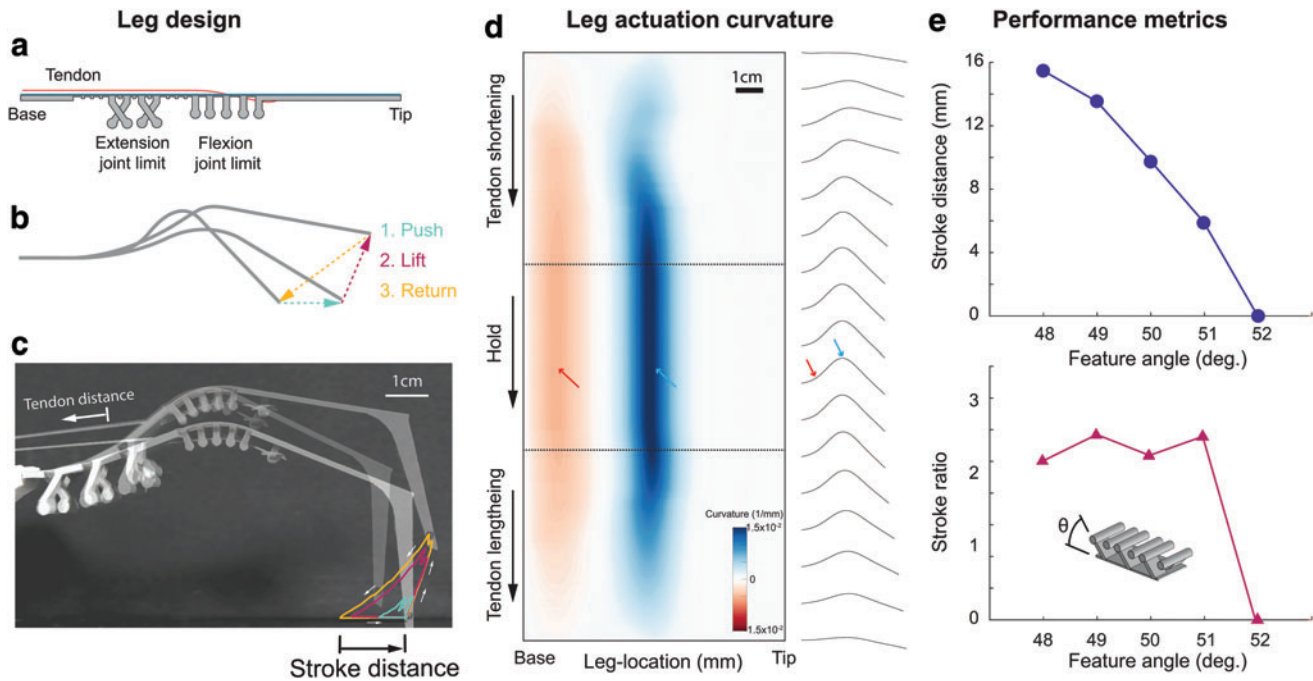 Leg design
a
Tendon
Base
Tip
Extension
joint limit
Flexion
joint limit
b
1. Push
2. Lift
3. Return
c
Tendon distance
1cm
Stroke distance
Leg actuation curvature
d
1cm
Tendon shortening
Hold
Tendon lengtheing
Curvature (1/mm)
1.5x10⁻²
0
1.5x10⁻²
Base
Leg-location (mm)
Tip
Performance metrics
e
Stroke distance (mm)
16
12
8
4
0
48 49 50 51 52
Feature angle (deg.)
Stroke ratio
3
2
2
1
0
θ
48 49 50 51 52
Feature angle (deg.)